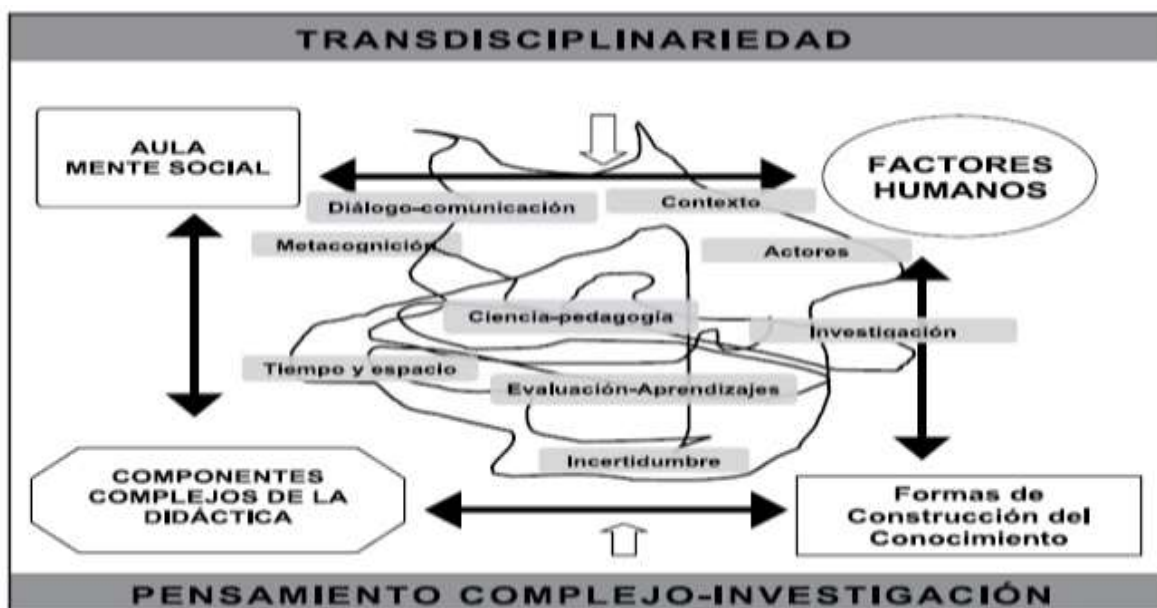 TRANSDISCIPLINARIEDAD
AULA
MENTE SOCIAL
FACTORES
HUMANOS
Diálogo-comunicación
Contexto
Metacognición
Actores
Ciencia-pedagogía
Investigación
Tiempo y espacio
Evaluación-Aprendizajes
Incertidumbre
COMPONENTES
COMPLEJOS DE LA
DIDÁCTICA
Formas de
Construcción del
Conocimiento
PENSAMIENTO COMPLEJO-INVESTIGACIÓN